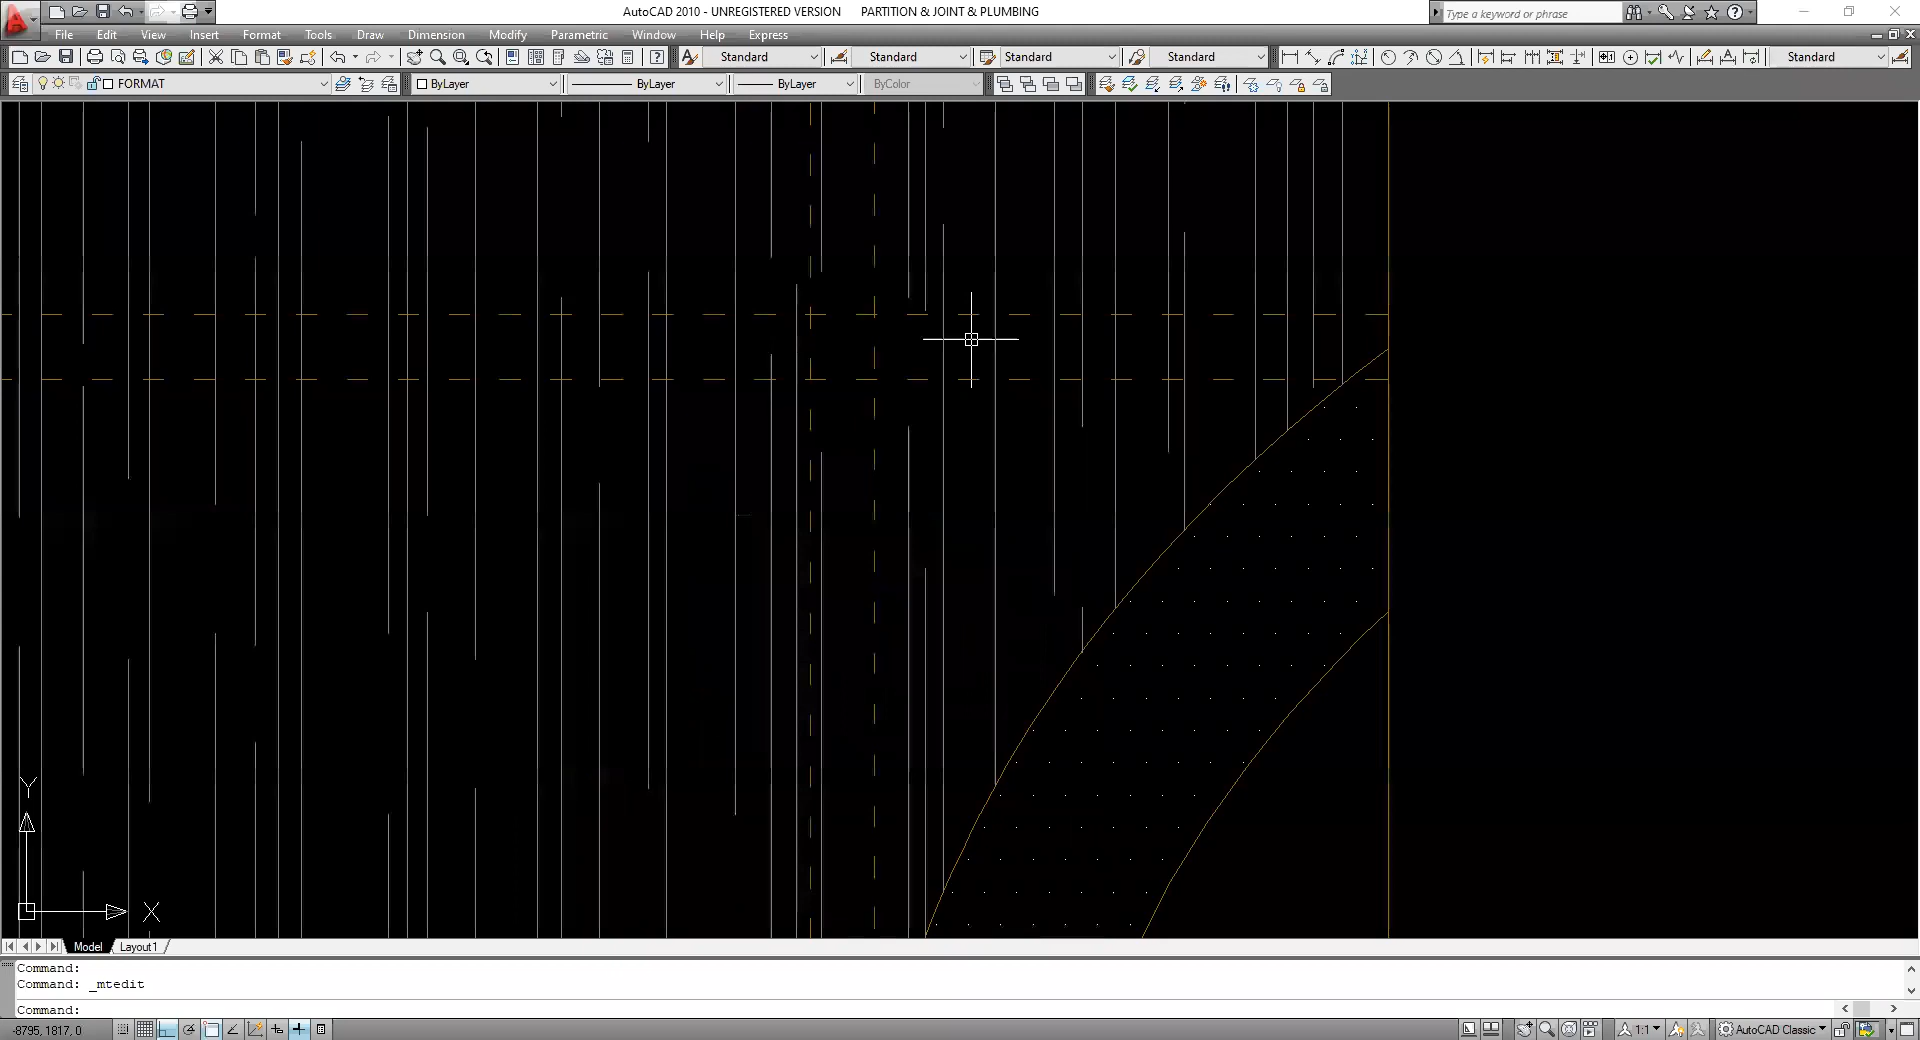 AutoCAD 2010 - UNREGISTERED VERSION PARTITION & JOINT & PLUMBING
Type a keyword or phrase
File Edit View Insert Format Tools Draw Dimension Modify Parametric Window Help Express
Standard Standard Standard Standard Standard
FORMAT ByLayer ByLayer ByLayer ByColor
Y
X
Model Layout1
Command:
Command: _mtedit
Command:
-8795, 1817, 0 1:1 AutoCAD Classic